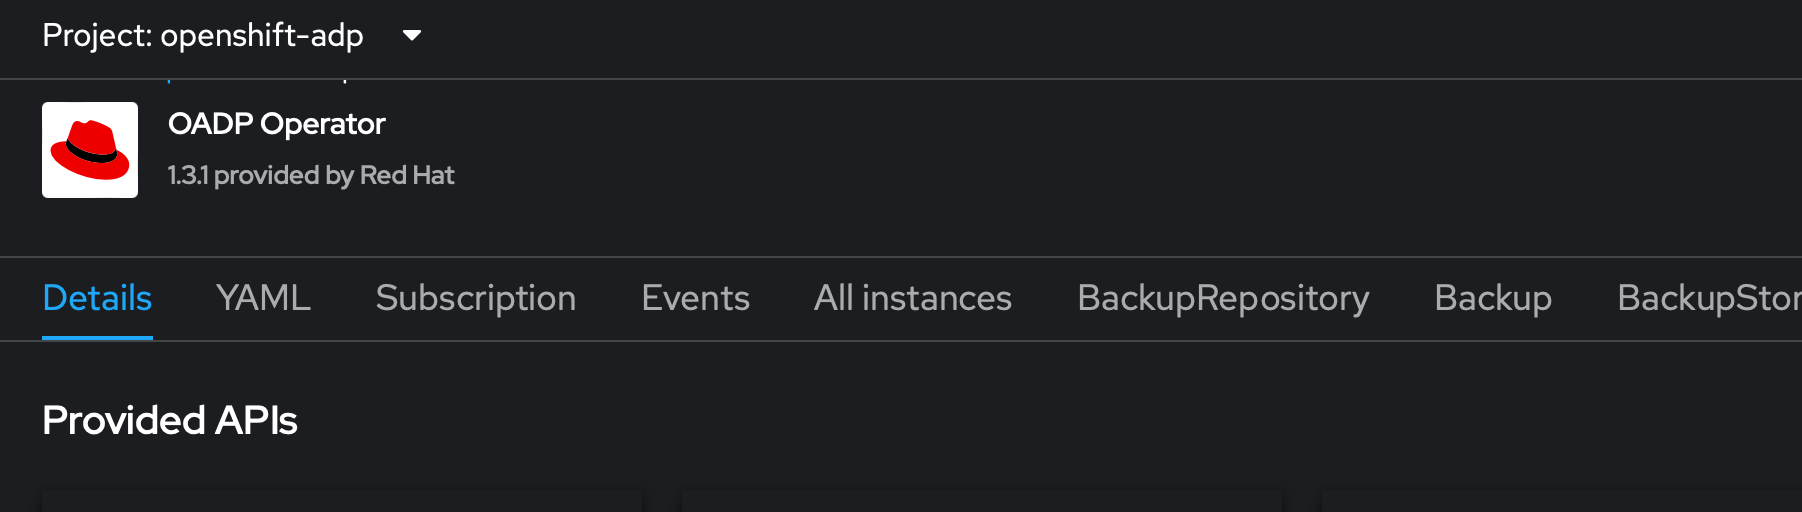 Project: openshift-adp
OADP Operator
1.3.1 provided by Red Hat
Details YAML Subscription Events All instances BackupRepository Backup BackupStor
Provided APIs